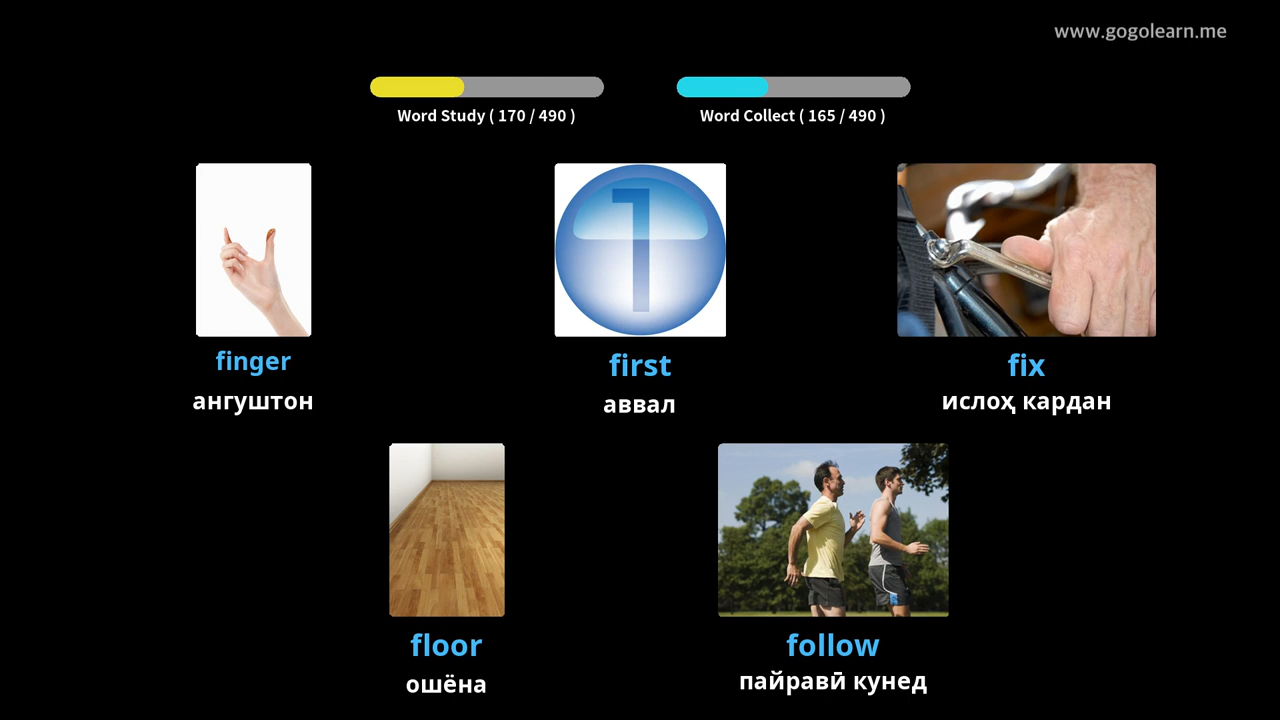 www.gogolearn.me
Word Study ( 170 / 490 )
Word Collect ( 165 / 490 )
1
finger
ангуштон
first
аввал
fix
ислоҳ кардан
floor
ошёна
follow
пайравӣ кунед